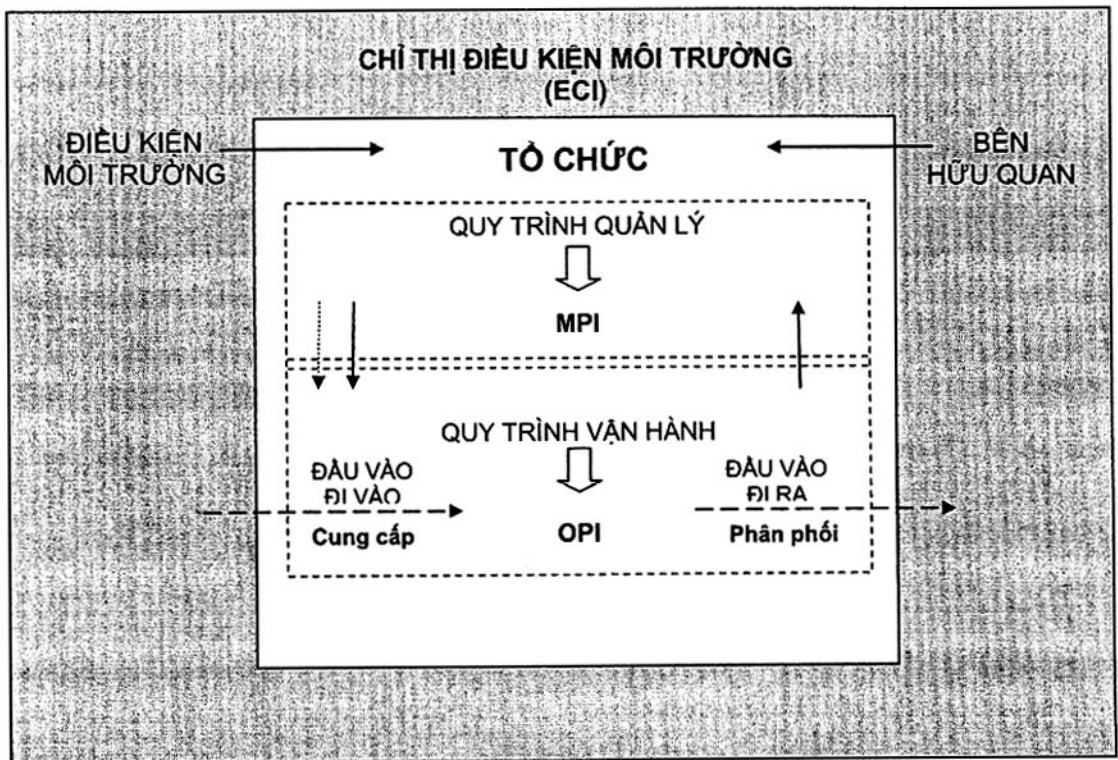 CHỈ THỊ ĐIỀU KIỆN MÔI TRƯỜNG
(ECI)
ĐIỀU KIỆN
MÔI TRƯỜNG
BÊN
HỮU QUAN
TỔ CHỨC
QUY TRÌNH QUẢN LÝ
MPI
QUY TRÌNH VẬN HÀNH
ĐẦU VÀO
ĐI VÀO
Cung cấp
OPI
ĐẦU VÀO
ĐI RA
Phân phối